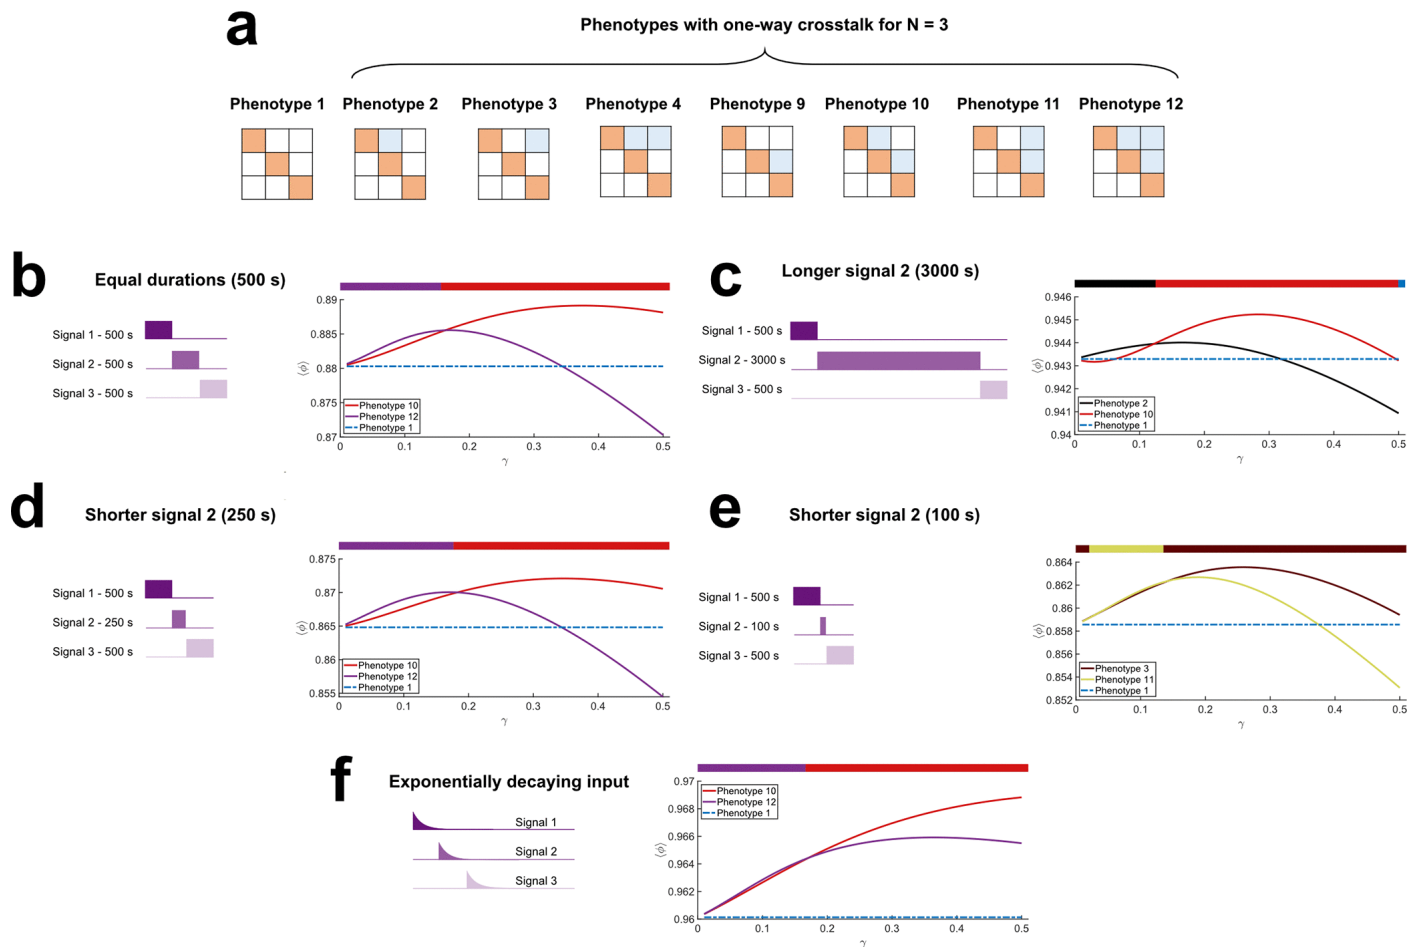 a
Phenotypes with one-way crosstalk for N = 3
Phenotype 1 Phenotype 2 Phenotype 3 Phenotype 4 Phenotype 9 Phenotype 10 Phenotype 11 Phenotype 12
b
Equal durations (500 s)
Signal 1 - 500 s
Signal 2 - 500 s
Signal 3 - 500 s
0.89
0.885
0.88
0.875
0.87
⟨ϕ⟩
Phenotype 10
Phenotype 12
Phenotype 1
0 0.1 0.2 0.3 0.4 0.5
γ
c
Longer signal 2 (3000 s)
Signal 1 - 500 s
Signal 2 - 3000 s
Signal 3 - 500 s
0.946
0.945
0.944
0.943
0.942
0.941
0.94
⟨ϕ⟩
Phenotype 2
Phenotype 10
Phenotype 1
0 0.1 0.2 0.3 0.4 0.5
γ
d
Shorter signal 2 (250 s)
Signal 1 - 500 s
Signal 2 - 250 s
Signal 3 - 500 s
0.875
0.87
0.865
0.86
0.855
⟨ϕ⟩
Phenotype 10
Phenotype 12
Phenotype 1
0 0.1 0.2 0.3 0.4 0.5
γ
e
Shorter signal 2 (100 s)
Signal 1 - 500 s
Signal 2 - 100 s
Signal 3 - 500 s
0.864
0.862
0.86
0.858
0.856
0.854
0.852
⟨ϕ⟩
Phenotype 3
Phenotype 11
Phenotype 1
0 0.1 0.2 0.3 0.4 0.5
γ
f
Exponentially decaying input
Signal 1
Signal 2
Signal 3
0.97
0.968
0.966
0.964
0.962
0.96
⟨ϕ⟩
Phenotype 10
Phenotype 12
Phenotype 1
0 0.1 0.2 0.3 0.4 0.5
γ